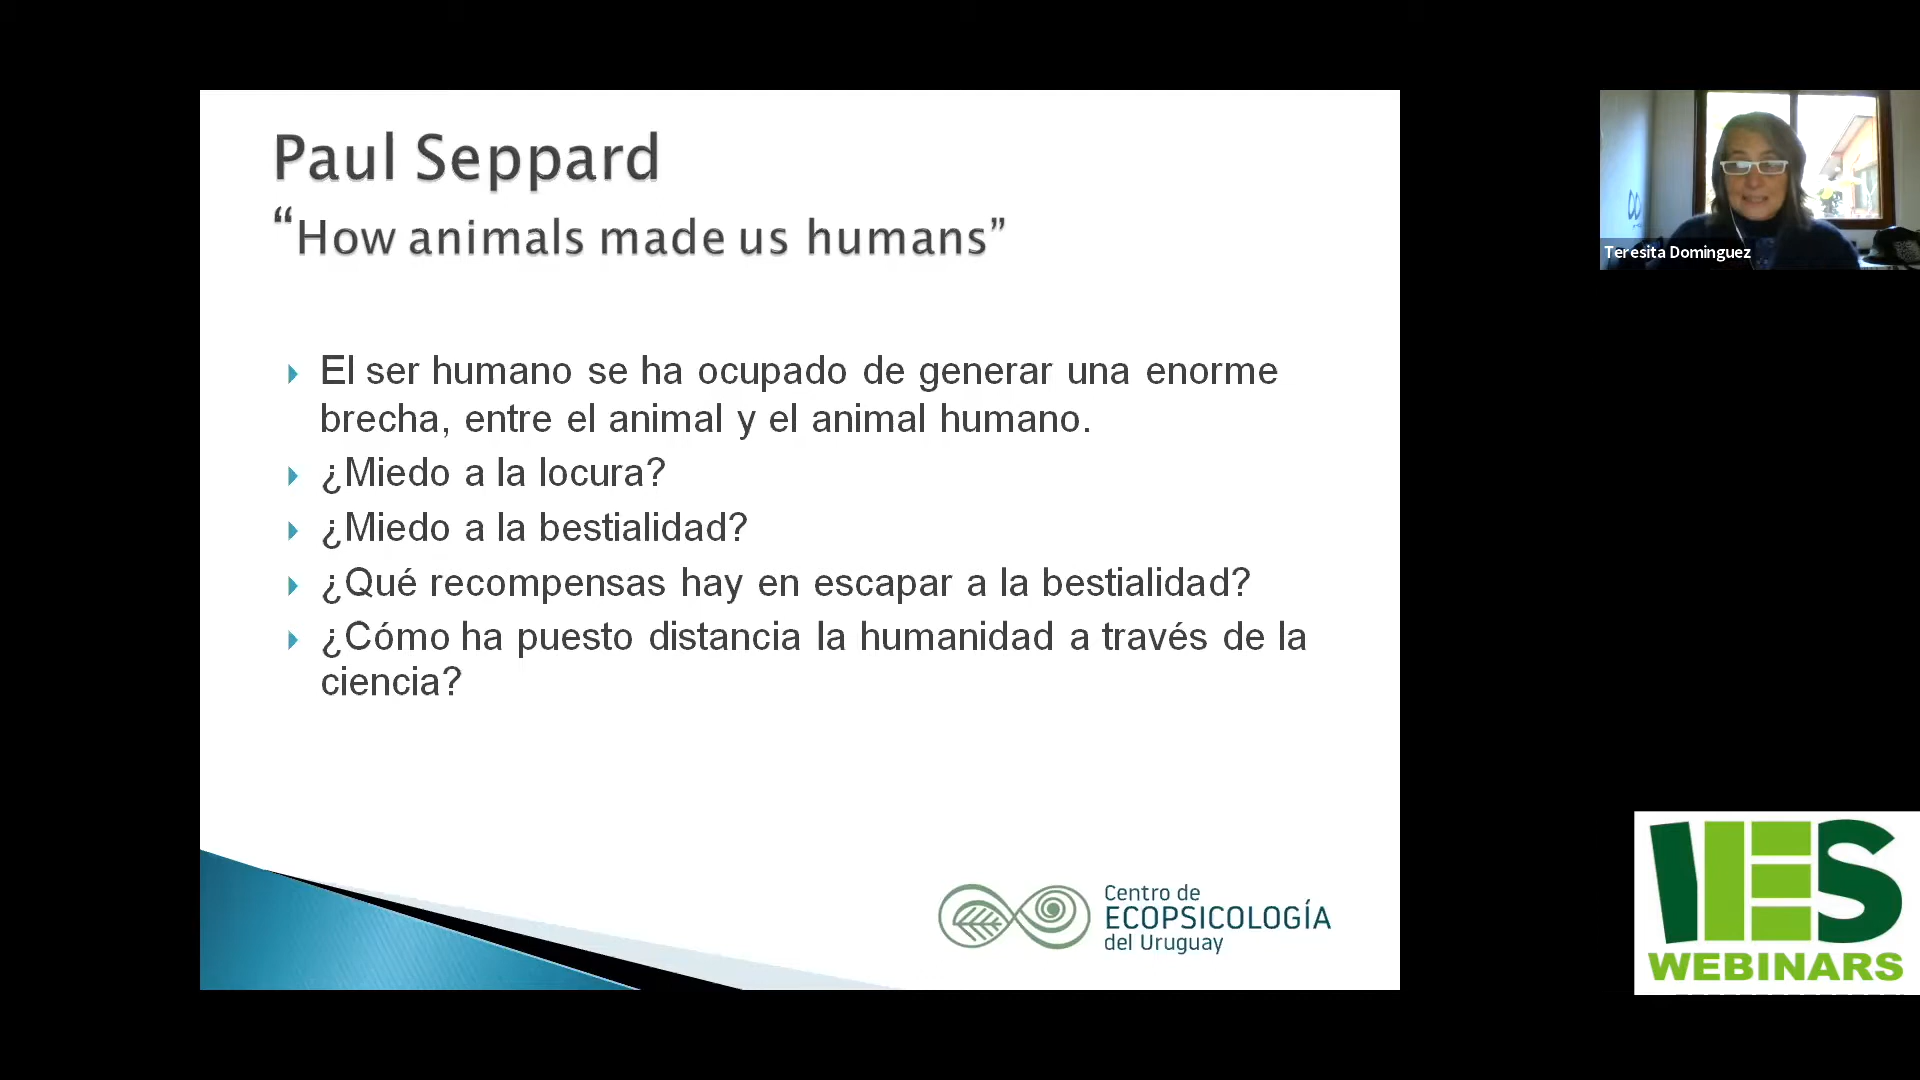 Paul Seppard
“How animals made us humans”
El ser humano se ha ocupado de generar una enorme
brecha, entre el animal y el animal humano.
¿Miedo a la locura?
¿Miedo a la bestialidad?
¿Qué recompensas hay en escapar a la bestialidad?
¿Cómo ha puesto distancia la humanidad a través de la
ciencia?
Centro de
ECOPSICOLOGÍA
del Uruguay
Teresita Dominguez
IES
WEBINARS